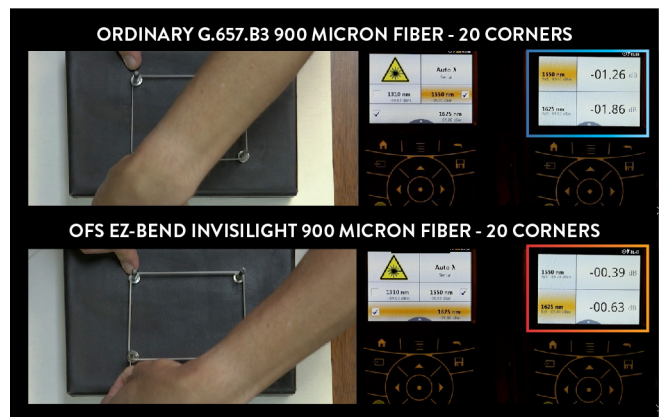 ORDINARY G.657.B3 900 MICRON FIBER - 20 CORNERS
Auto λ
1310 nm
1550 nm
1625 nm
1550 nm
-01.26 dB
1625 nm
-01.86 dB
OFS EZ-BEND INVISILIGHT 900 MICRON FIBER - 20 CORNERS
Auto λ
1310 nm
1550 nm
1625 nm
1550 nm
-00.39 dB
1625 nm
-00.63 dB